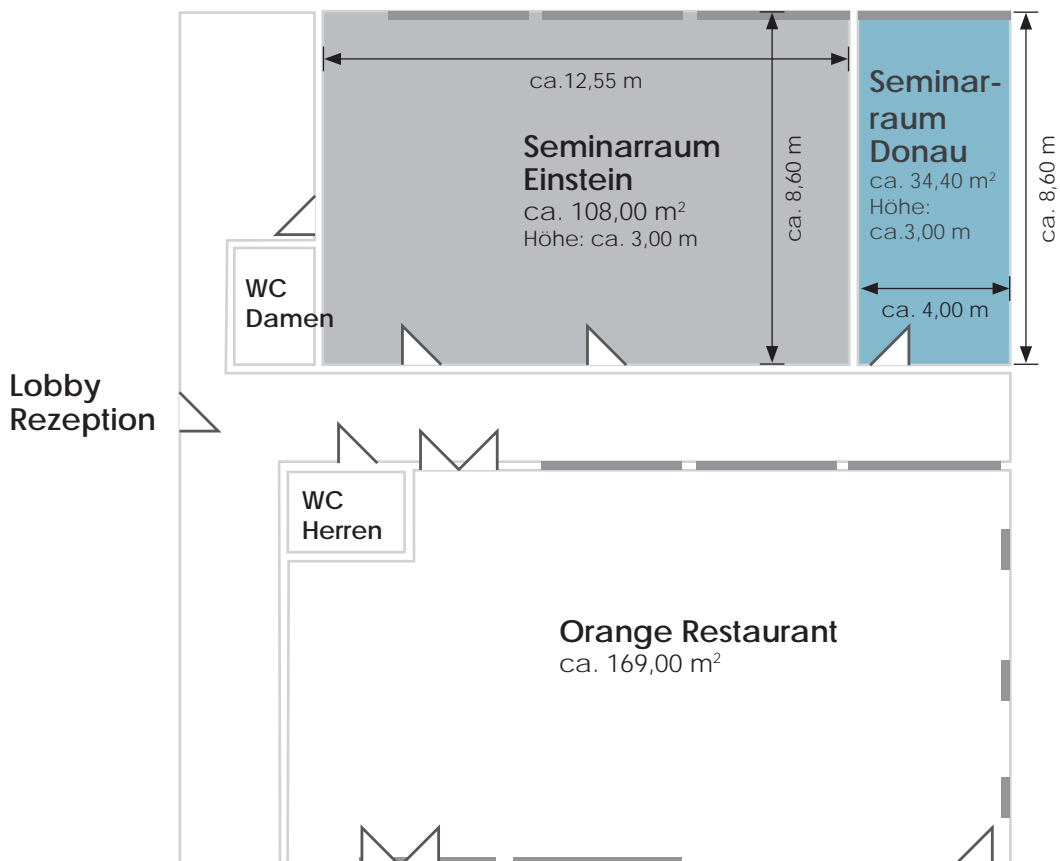 ca.12,55 m
Seminarraum
Einstein
ca. 108,00 m²
Höhe: ca. 3,00 m
ca. 8,60 m
Seminar-
raum
Donau
ca. 34,40 m²
Höhe:
ca.3,00 m
ca. 4,00 m
ca. 8,60 m
WC
Damen
Lobby
Rezeption
WC
Herren
Orange Restaurant
ca. 169,00 m²